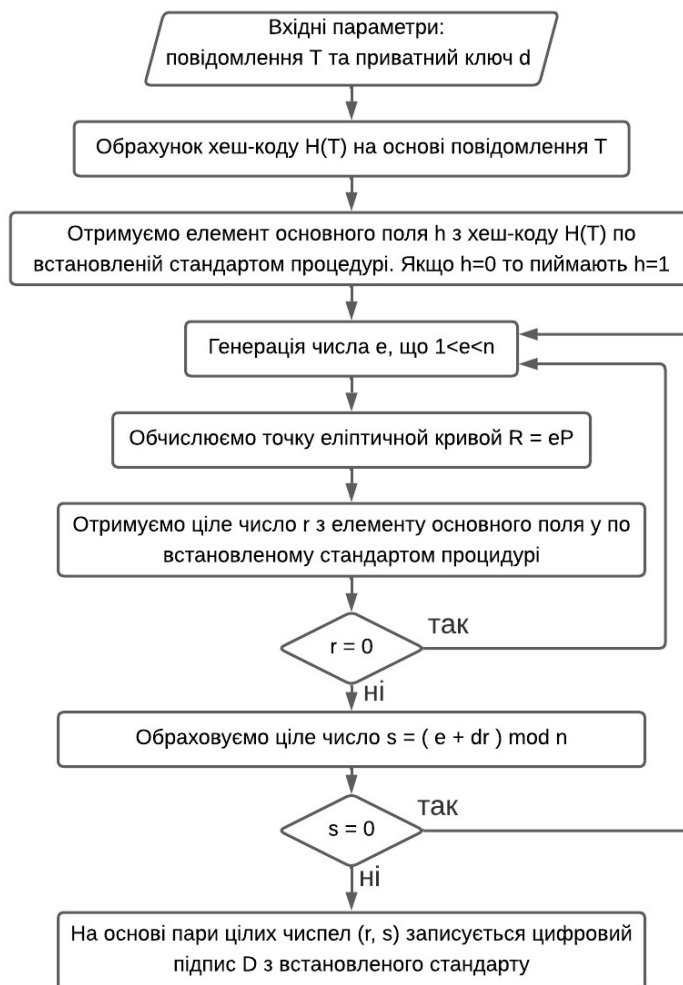 Вхідні параметри:
повідомлення T та приватний ключ d
Обрахунок хеш-коду H(T) на основі повідомлення T
Отримуємо елемент основного поля h з хеш-коду H(T) по
встановленій стандартом процедурі. Якщо h=0 то пиймають h=1
Генерація числа e, що 1<e<n
Обчислюємо точку еліптичної кривой R = eP
Отримуємо ціле число r з елементу основного поля y по
встановленому стандартом процидурі
r = 0
так
ні
Обраховуємо ціле число s = ( e + dr ) mod n
s = 0
так
ні
На основі пари цілих чиспел (r, s) записується цифровий
підпис D з встановленого стандарту